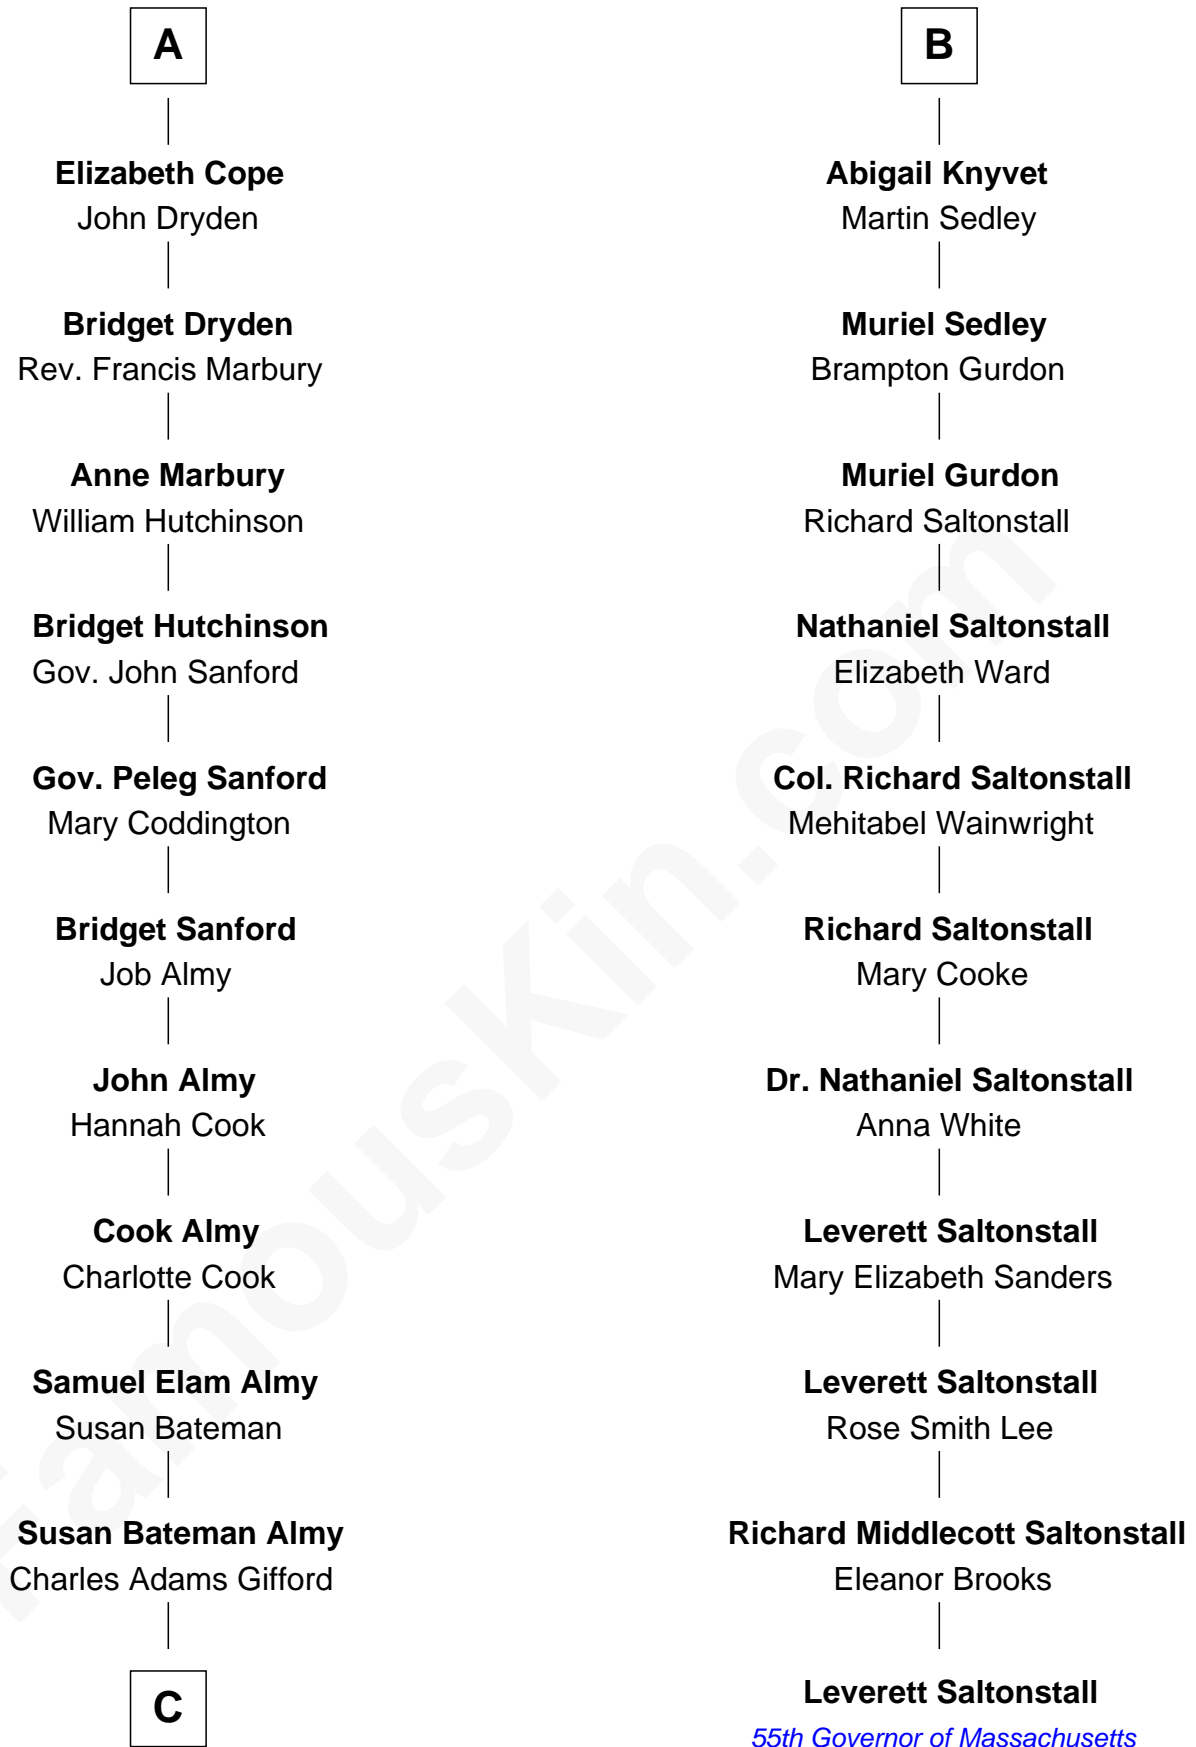 A
Elizabeth Cope
John Dryden
Bridget Dryden
Rev. Francis Marbury
Anne Marbury
William Hutchinson
Bridget Hutchinson
Gov. John Sanford
Gov. Peleg Sanford
Mary Coddington
Bridget Sanford
Job Almy
John Almy
Hannah Cook
Cook Almy
Charlotte Cook
Samuel Elam Almy
Susan Bateman
Susan Bateman Almy
Charles Adams Gifford
C
B
Abigail Knyvet
Martin Sedley
Muriel Sedley
Brampton Gurdon
Muriel Gurdon
Richard Saltonstall
Nathaniel Saltonstall
Elizabeth Ward
Col. Richard Saltonstall
Mehitabel Wainwright
Richard Saltonstall
Mary Cooke
Dr. Nathaniel Saltonstall
Anna White
Leverett Saltonstall
Mary Elizabeth Sanders
Leverett Saltonstall
Rose Smith Lee
Richard Middlecott Saltonstall
Eleanor Brooks
Leverett Saltonstall
55th Governor of Massachusetts
FamousKin.com